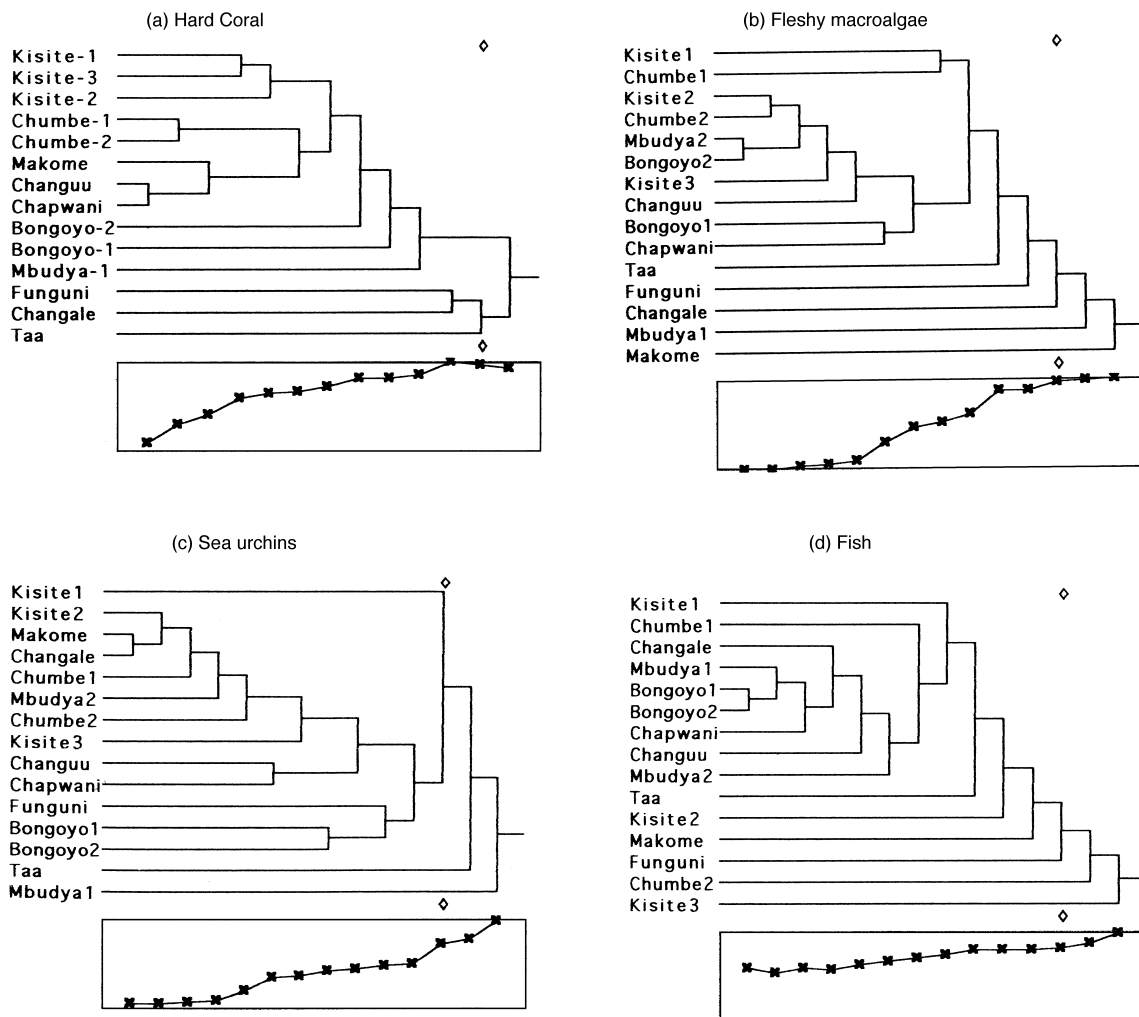 (a) Hard Coral
Kisite-1
Kisite-3
Kisite-2
Chumbe-1
Chumbe-2
Makome
Changuu
Chapwani
Bongoyo-2
Bongoyo-1
Mbudya-1
Funguni
Changale
Taa
(b) Fleshy macroalgae
Kisite1
Chumbe1
Kisite2
Chumbe2
Mbudya2
Bongoyo2
Kisite3
Changuu
Bongoyo1
Chapwani
Taa
Funguni
Changale
Mbudya1
Makome
(c) Sea urchins
Kisite1
Kisite2
Makome
Changale
Chumbe1
Mbudya2
Chumbe2
Kisite3
Changuu
Chapwani
Funguni
Bongoyo1
Bongoyo2
Taa
Mbudya1
(d) Fish
Kisite1
Chumbe1
Changale
Mbudya1
Bongoyo1
Bongoyo2
Chapwani
Changuu
Mbudya2
Taa
Kisite2
Makome
Funguni
Chumbe2
Kisite3